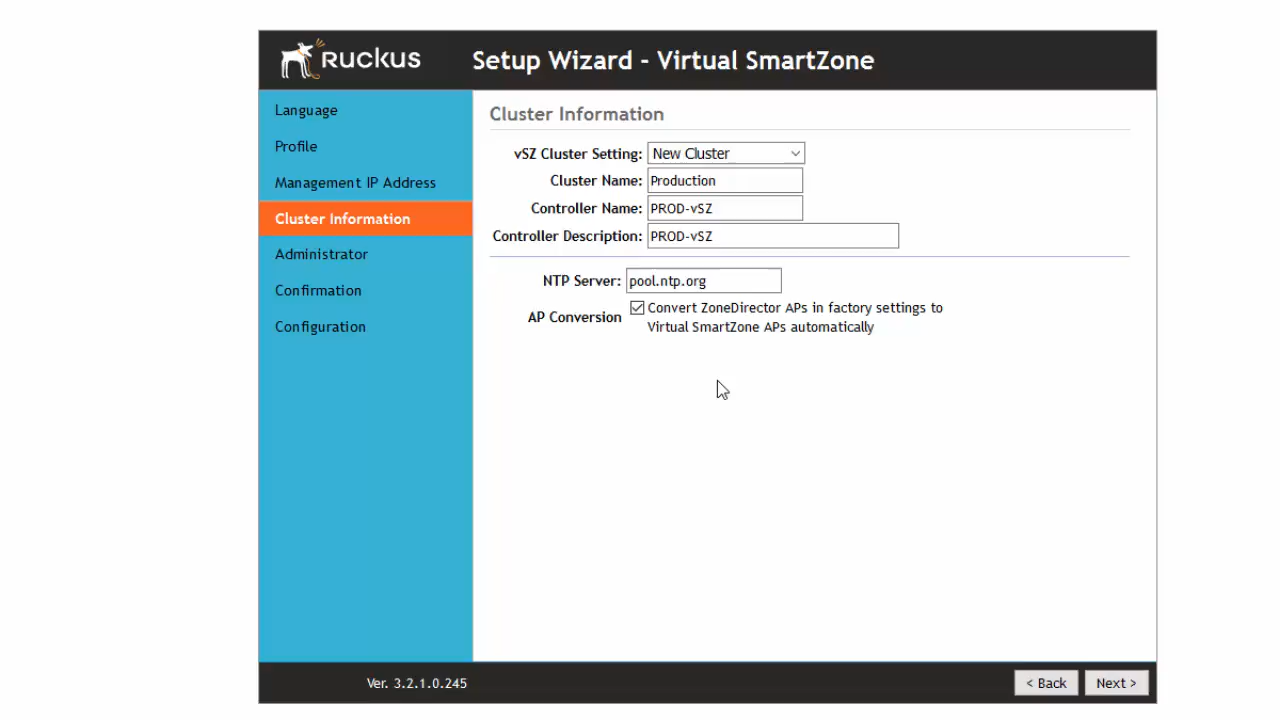 RUCKUS
Setup Wizard - Virtual SmartZone
Language
Profile
Management IP Address
Cluster Information
Administrator
Confirmation
Configuration
Cluster Information
vSZ Cluster Setting: New Cluster
Cluster Name: Production
Controller Name: PROD-vSZ
Controller Description: PROD-vSZ
NTP Server: pool.ntp.org
AP Conversion Convert ZoneDirector APs in factory settings to
Virtual SmartZone APs automatically
Ver. 3.2.1.0.245
< Back Next >